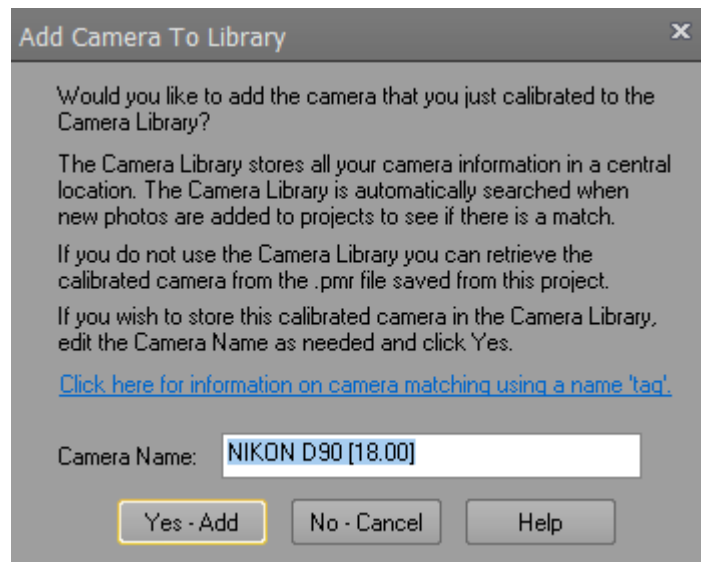 Add Camera To Library
Would you like to add the camera that you just calibrated to the
Camera Library?
The Camera Library stores all your camera information in a central
location. The Camera Library is automatically searched when
new photos are added to projects to see if there is a match.
If you do not use the Camera Library you can retrieve the
calibrated camera from the .pmr file saved from this project.
If you wish to store this calibrated camera in the Camera Library,
edit the Camera Name as needed and click Yes.
Click here for information on camera matching using a name 'tag'.
Camera Name: NIKON D90 [18.00]
Yes - Add No - Cancel Help